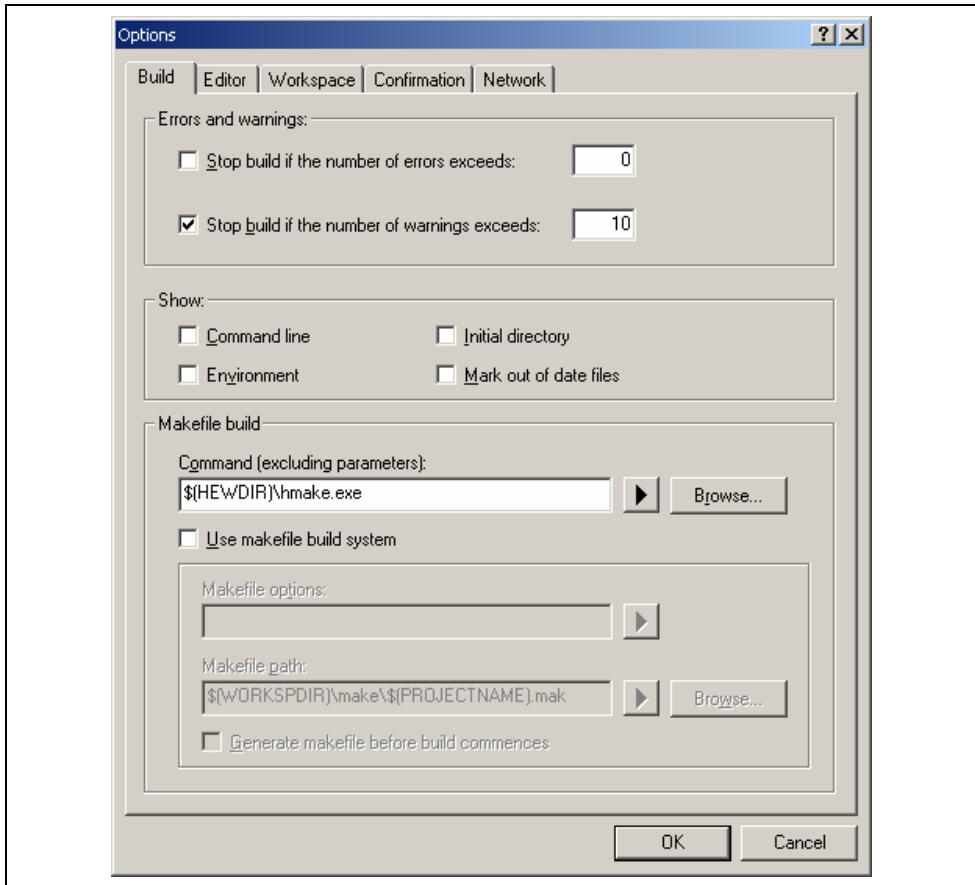 Options
Build Editor Workspace Confirmation Network
Errors and warnings:
Stop build if the number of errors exceeds: 0
Stop build if the number of warnings exceeds: 10
Show:
Command line Initial directory
Environment Mark out of date files
Makefile build
Command (excluding parameters):
$(HEWDIR)\hmake.exe Browse...
Use makefile build system
Makefile options:
Makefile path:
$(WORKSPDIR)\make\$(PROJECTNAME).mak Browse...
Generate makefile before build commences
OK Cancel